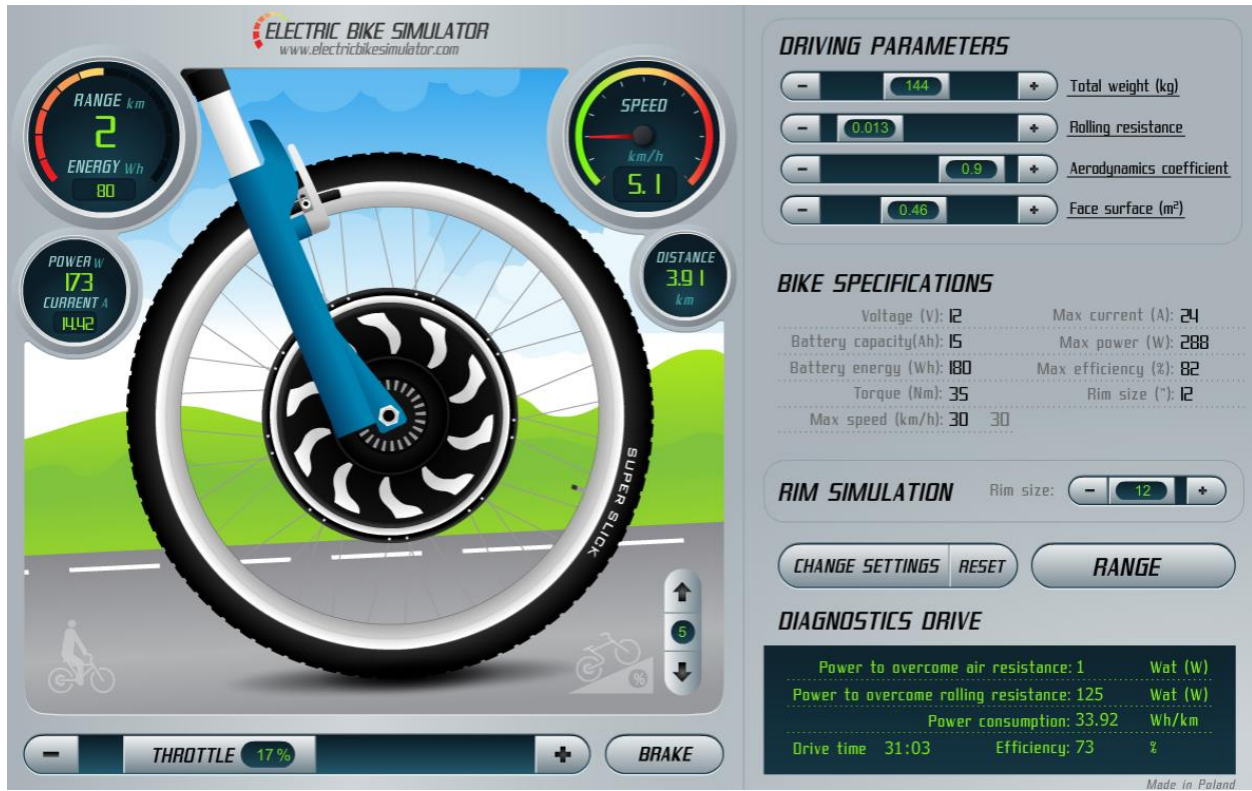 ELECTRIC BIKE SIMULATOR
www.electricbikesimulator.com
RANGE km
2
ENERGY Wh
80
POWER W
173
CURRENT A
14.42
SPEED
km/h
5.1
DISTANCE
3.91
km
SUPER SLICK
5
%
- THROTTLE 17% +
BRAKE
DRIVING PARAMETERS
- 144 + Total weight (kg)
- 0.013 + Rolling resistance
- 0.9 + Aerodynamics coefficient
- 0.46 + Face surface (m²)
BIKE SPECIFICATIONS
Voltage (V): 12 Max current (A): 24
Battery capacity(Ah): 15 Max power (W): 288
Battery energy (Wh): 180 Max efficiency (%): 82
Torque (Nm): 35 Rim size ("): 12
Max speed (km/h): 30 30
RIM SIMULATION Rim size: - 12 +
CHANGE SETTINGS RESET RANGE
DIAGNOSTICS DRIVE
Power to overcome air resistance: 1 Wat (W)
Power to overcome rolling resistance: 125 Wat (W)
Power consumption: 33.92 Wh/km
Drive time 31:03 Efficiency: 73 %
Made in Poland